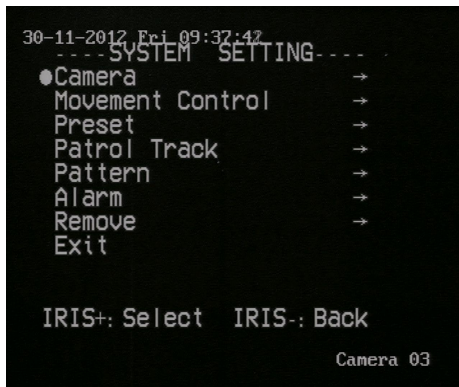 30-11-2012 Fri 09:37:42
----SYSTEM SETTING----
●Camera →
Movement Control →
Preset →
Patrol Track →
Pattern →
Alarm →
Remove →
Exit
IRIS+: Select IRIS-: Back
Camera 03